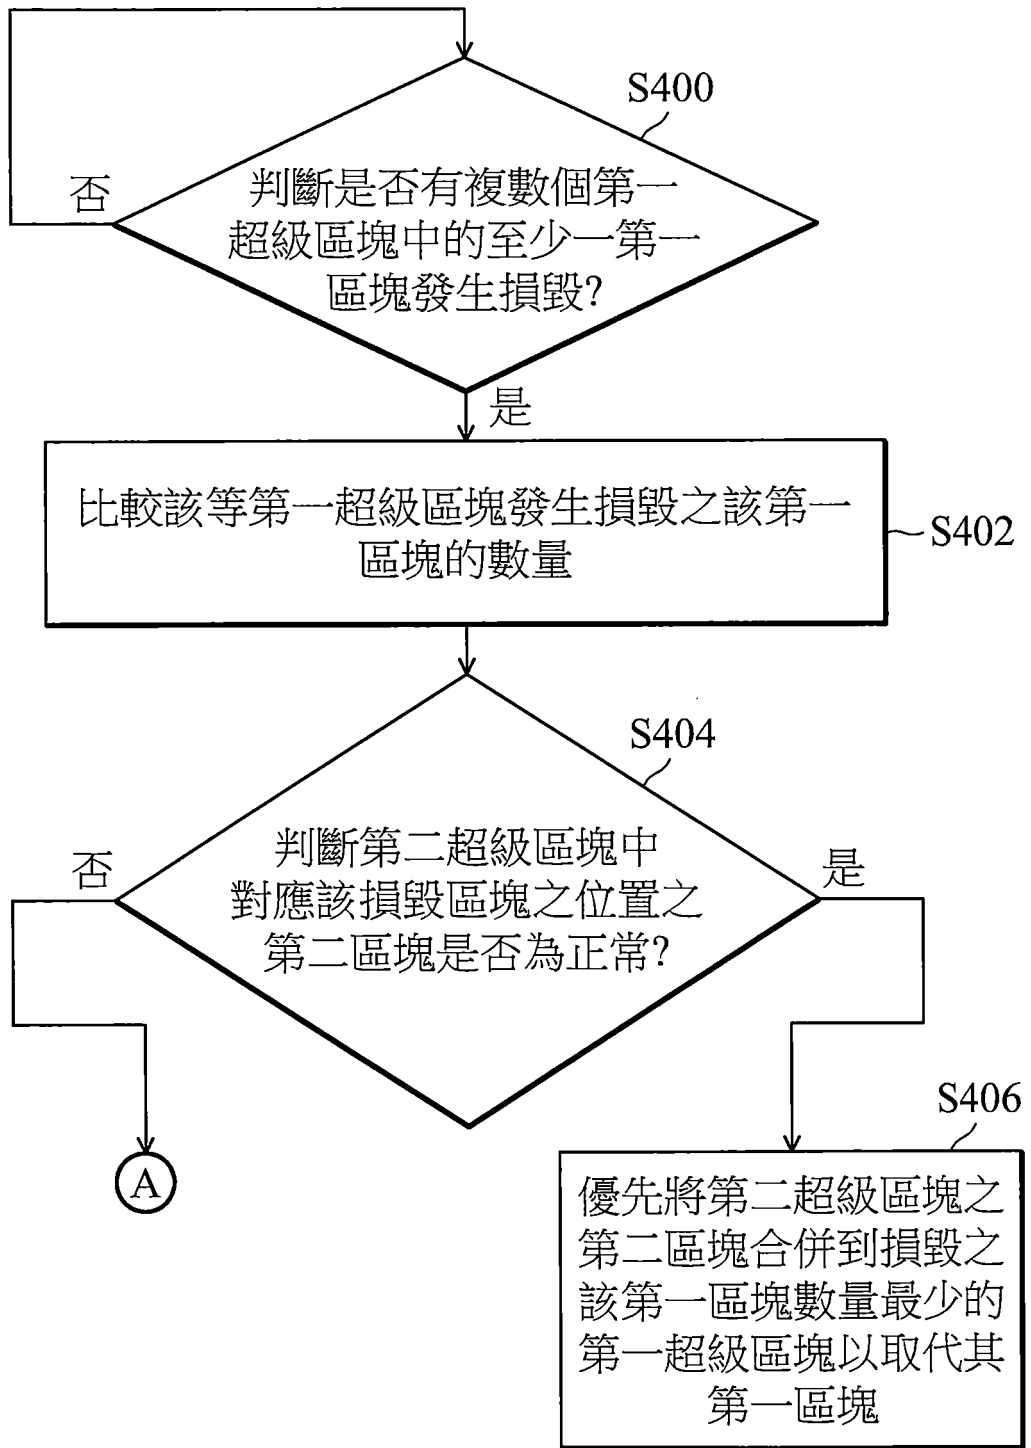 S400
判斷是否有複數個第一
超級區塊中的至少一第一
區塊發生損毀?
否
是
比較該等第一超級區塊發生損毀之該第一
區塊的數量
S402
S404
判斷第二超級區塊中
對應該損毀區塊之位置之
第二區塊是否為正常?
否
是
A
S406
優先將第二超級區塊之
第二區塊合併到損毀之
該第一區塊數量最少的
第一超級區塊以取代其
第一區塊